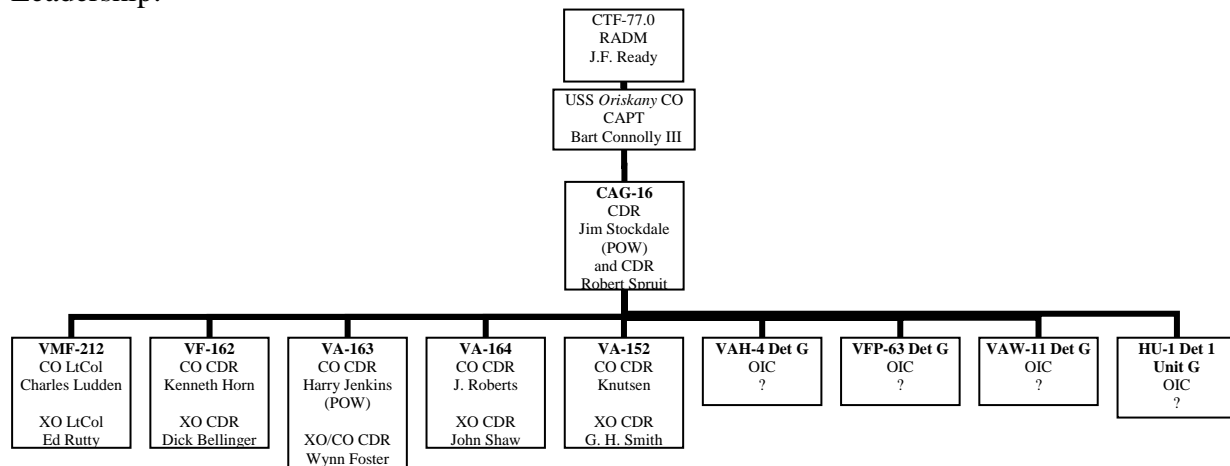 Leadership:
CTF-77.0
RADM
J.F. Ready
USS Oriskany CO
CAPT
Bart Connolly III
CAG-16
CDR
Jim Stockdale
(POW)
and CDR
Robert Spruit
VMF-212
CO LtCol
Charles Ludden
XO LtCol
Ed Rutty
VF-162
CO CDR
Kenneth Horn
XO CDR
Dick Bellinger
VA-163
CO CDR
Harry Jenkins
(POW)
XO/CO CDR
Wynn Foster
VA-164
CO CDR
J. Roberts
XO CDR
John Shaw
VA-152
CO CDR
Knutsen
XO CDR
G. H. Smith
VAH-4 Det G
OIC
?
VFP-63 Det G
OIC
?
VAW-11 Det G
OIC
?
HU-1 Det 1
Unit G
OIC
?